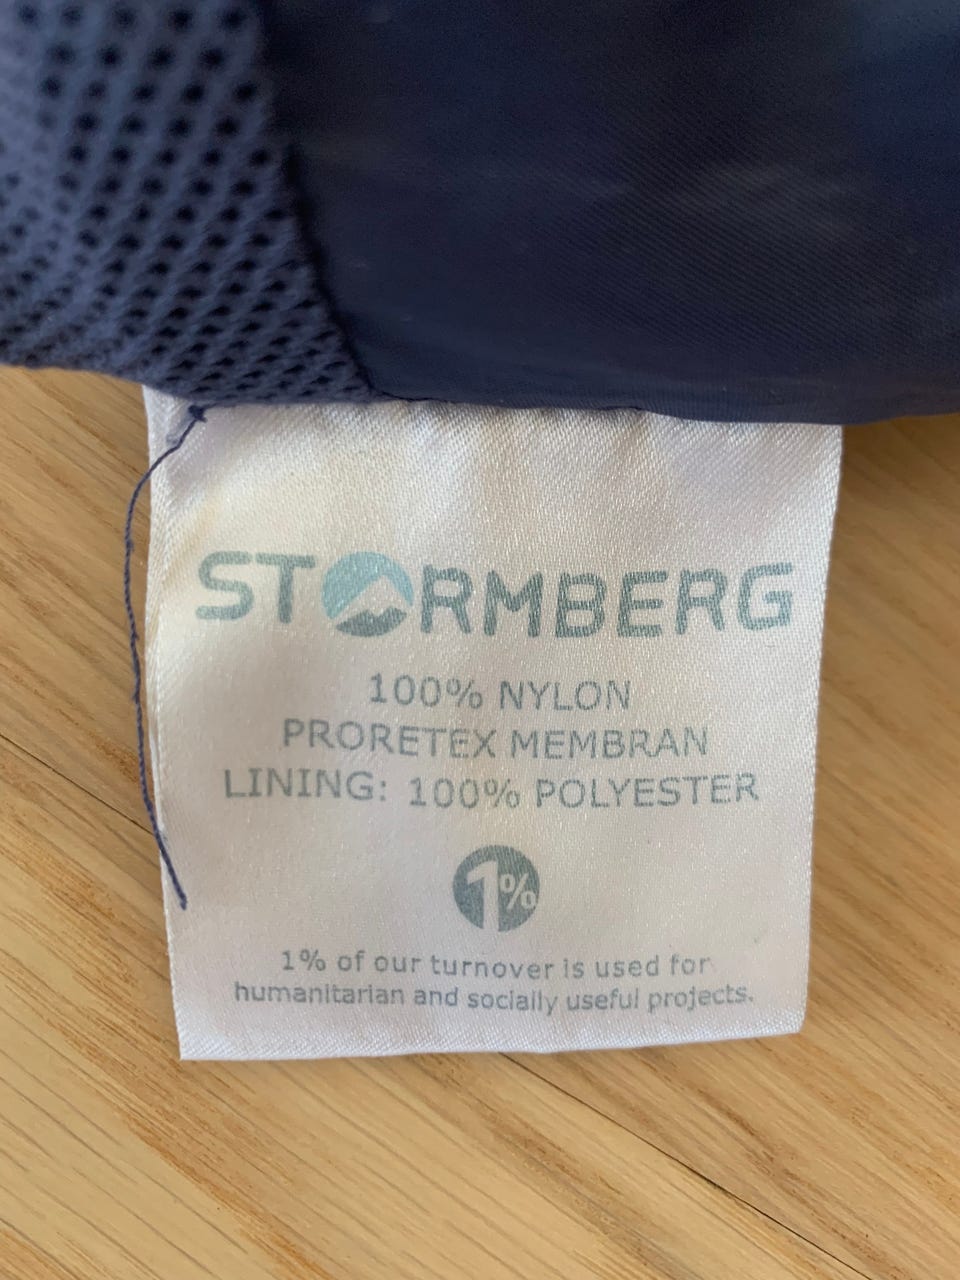 STORMBERG
100% NYLON
PRORETEX MEMBRAN
LINING: 100% POLYESTER
1%
1% of our turnover is used for
humanitarian and socially useful projects.